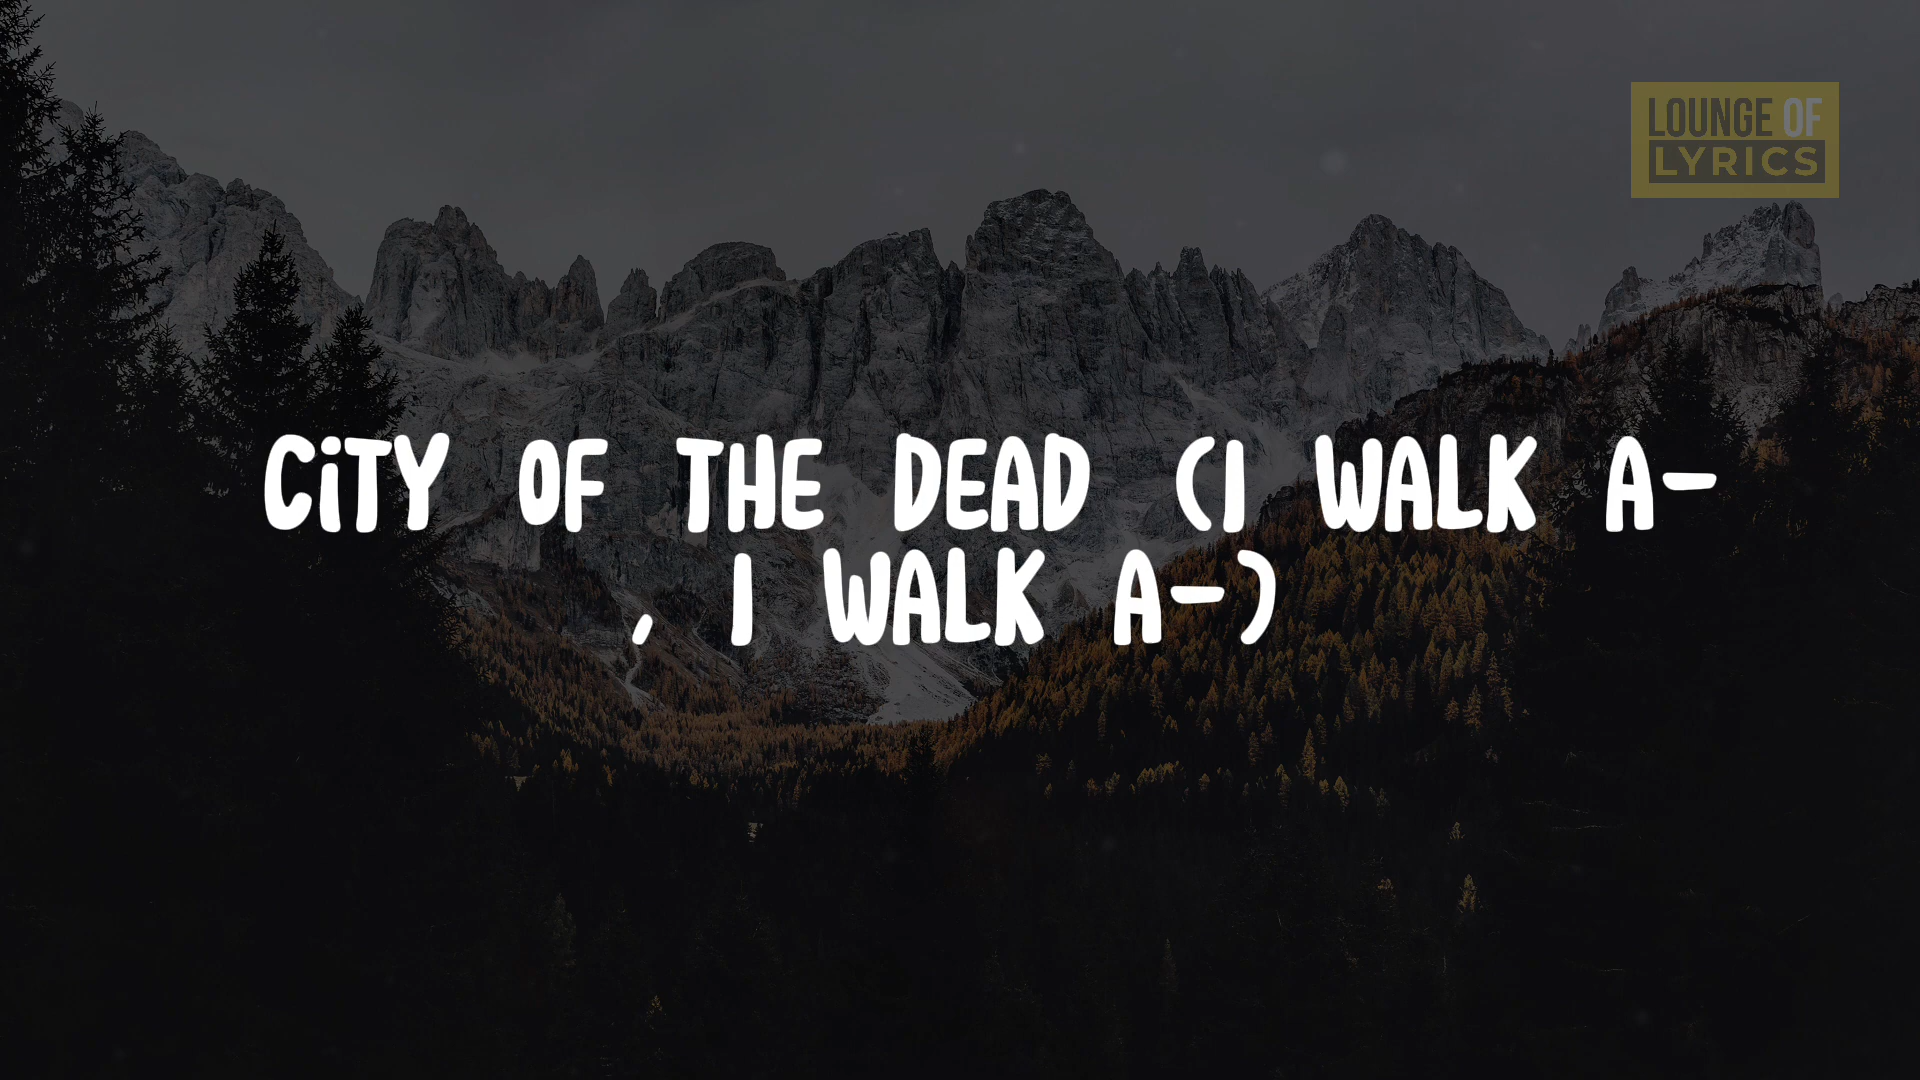 LOUNGE OF
LYRICS
CiTY OF THE DEAD (I WALK A-
, I WALK A-)